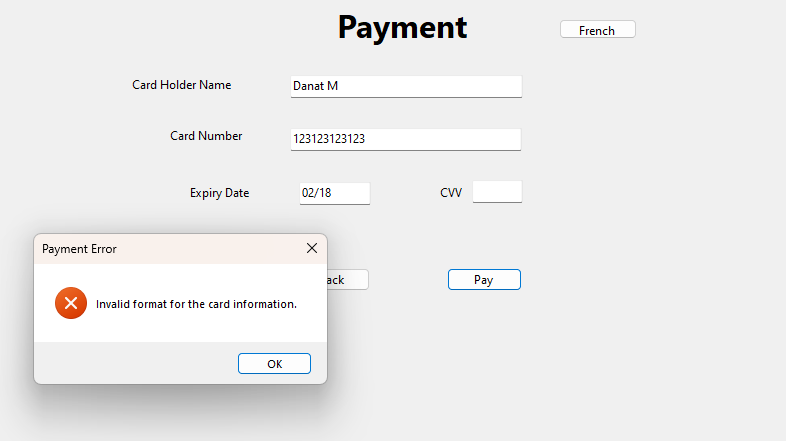 Payment
French
Card Holder Name
Danat M
Card Number
123123123123
Expiry Date
02/18
CVV
Payment Error
Invalid format for the card information.
ack
Pay
OK